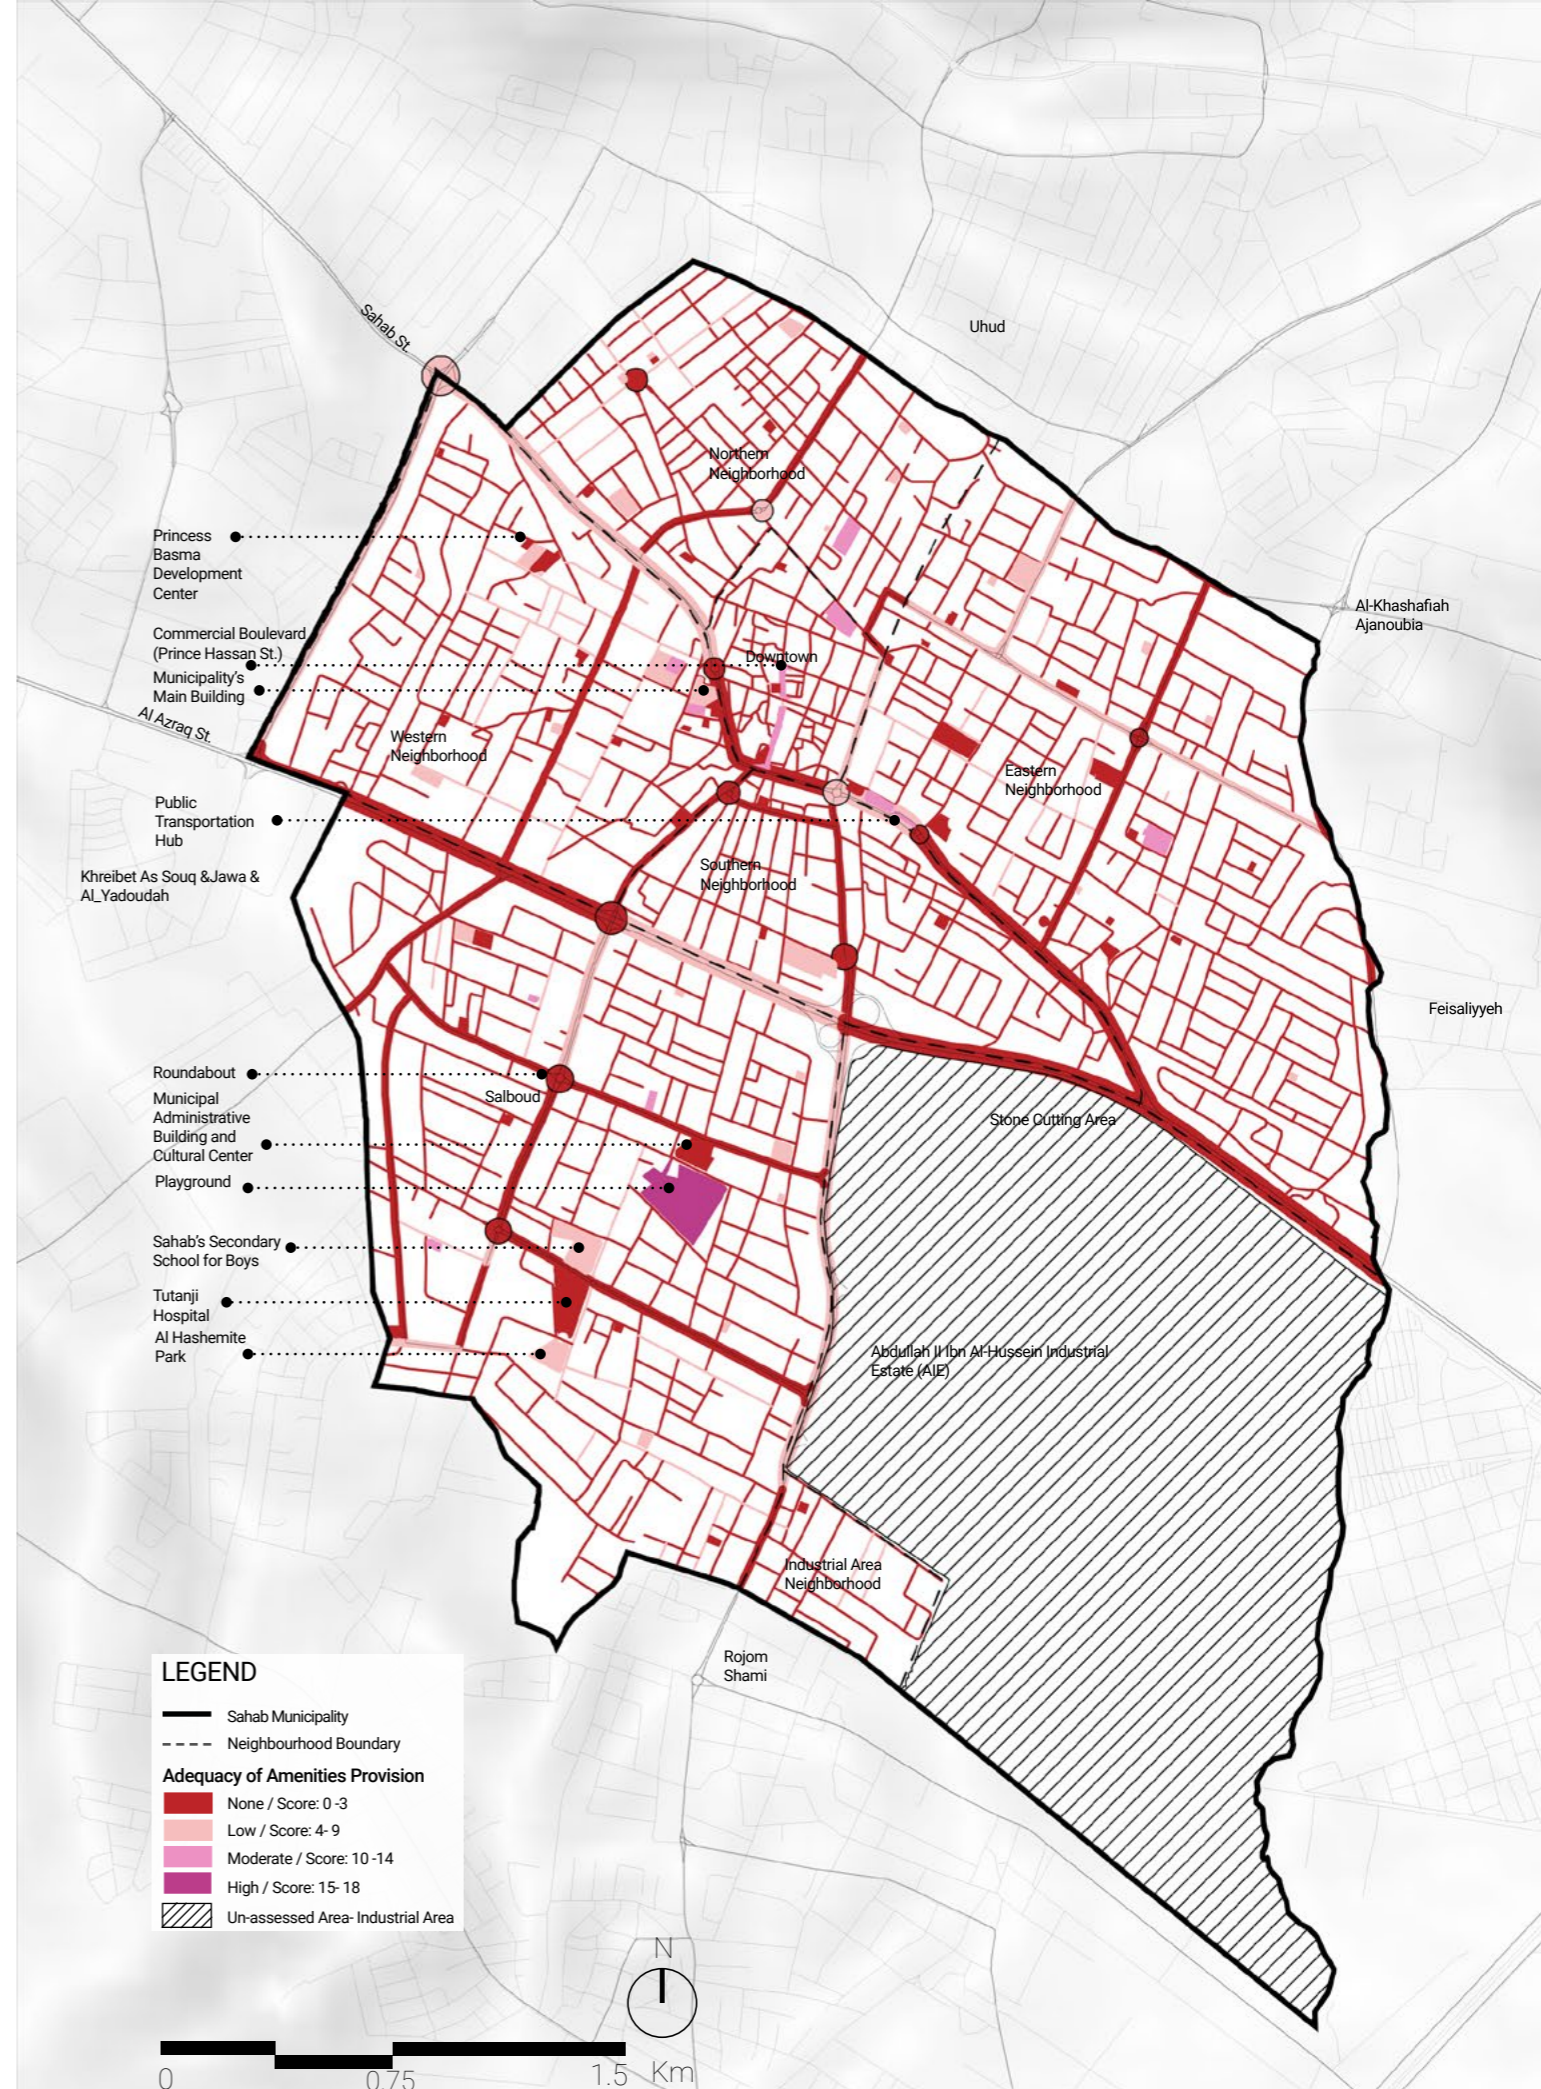 Sahab St.
Uhud
Northern
Neighborhood
Princess
Basma
Development
Center
Al-Khashafiah
Ajanoubia
Commercial Boulevard
(Prince Hassan St.)
Downtown
Municipality's
Main Building
Al Azraq St.
Western
Neighborhood
Eastern
Neighborhood
Public
Transportation
Hub
Southern
Neighborhood
Khreibet As Souq &Jawa &
Al_Yadoudah
Feisaliyyeh
Roundabout
Salboud
Municipal
Administrative
Building and
Cultural Center
Stone Cutting Area
Playground
Sahab's Secondary
School for Boys
Tutanji
Hospital
Al Hashemite
Park
Abdullah II Ibn Al-Hussein Industrial
Estate (AIE)
Industrial Area
Neighborhood
Rojom
Shami
LEGEND
Sahab Municipality
Neighbourhood Boundary
Adequacy of Amenities Provision
None / Score: 0 -3
Low / Score: 4- 9
Moderate / Score: 10 -14
High / Score: 15- 18
Un-assessed Area- Industrial Area
N
0
0.75
1.5
Km